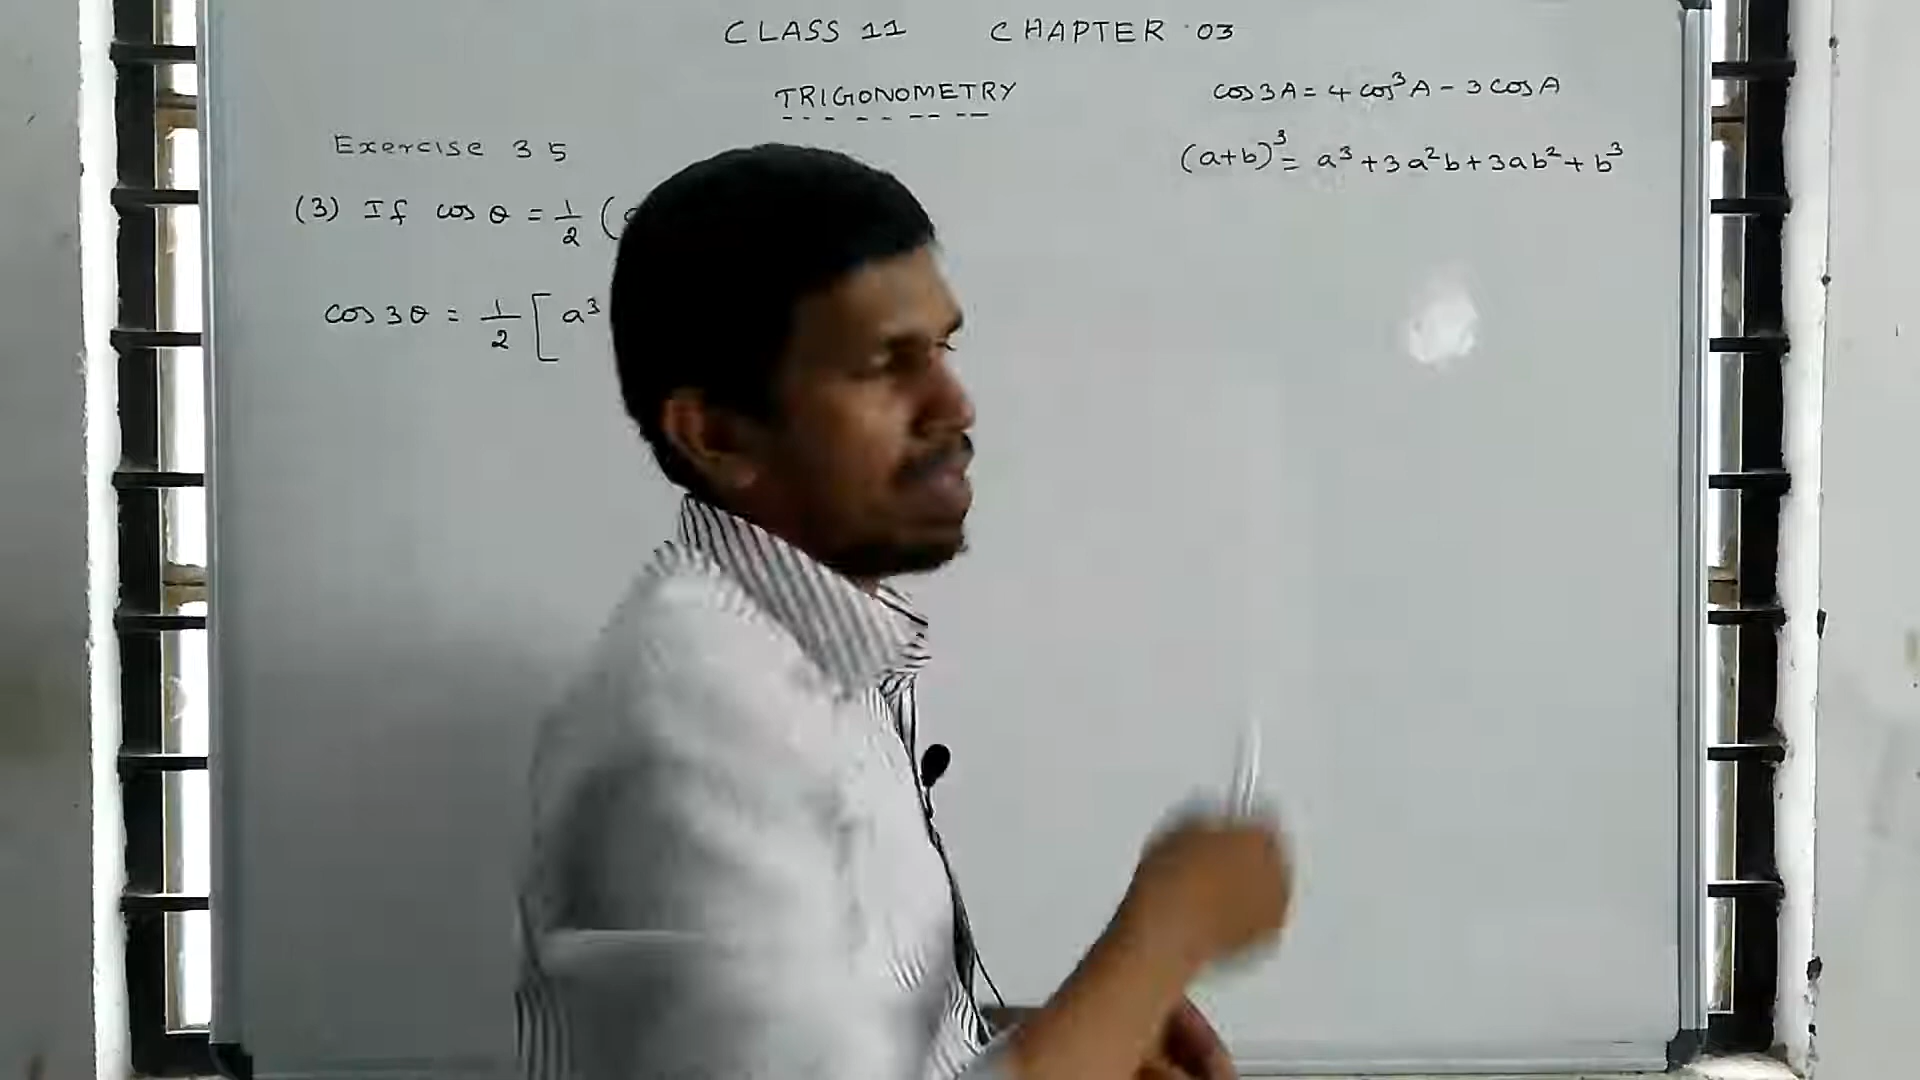 CLASS 11 CHAPTER 03
TRIGONOMETRY
Exercise 3 5
(3) If cos θ = 1/2 (
cos 3θ = 1/2 [ a³
cos 3A = 4 cos³A - 3 cos A
(a+b)³ = a³ + 3a²b + 3ab² + b³